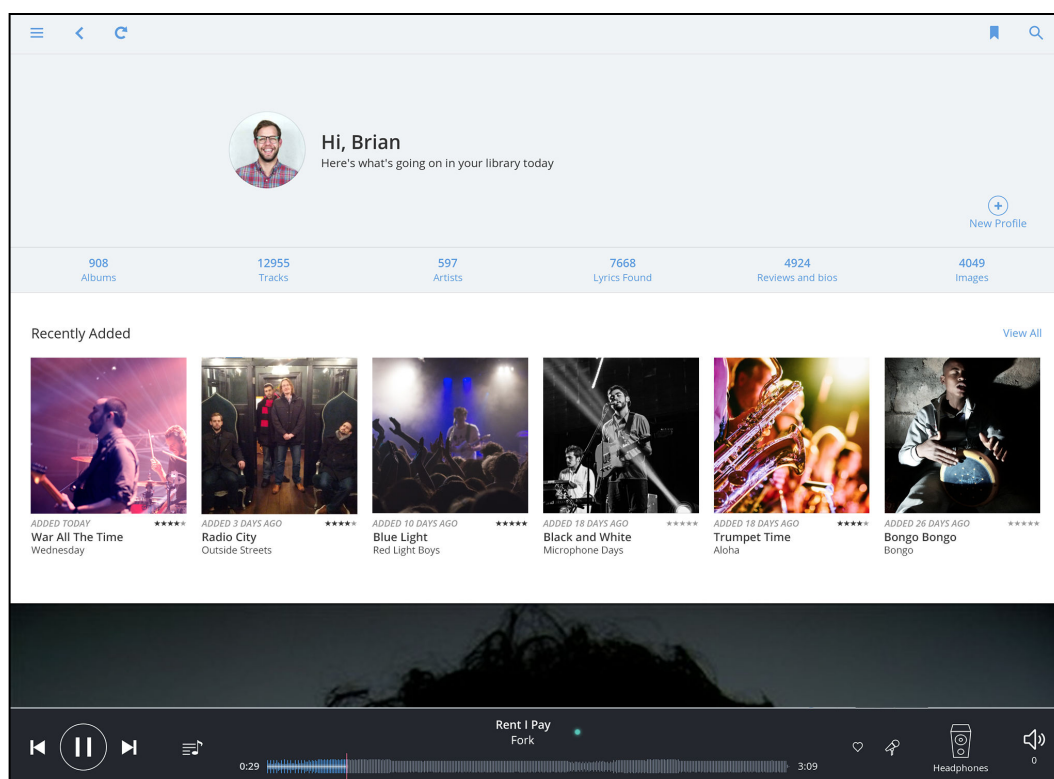 Hi, Brian
Here's what's going on in your library today
New Profile
908 12955 597 7668 4924 4049
Albums Tracks Artists Lyrics Found Reviews and bios Images
Recently Added View All
ADDED TODAY ADDED 3 DAYS AGO ADDED 10 DAYS AGO ADDED 18 DAYS AGO ADDED 18 DAYS AGO ADDED 26 DAYS AGO
War All The Time Radio City Blue Light Black and White Trumpet Time Bongo Bongo
Wednesday Outside Streets Red Light Boys Microphone Days Aloha Bongo
Rent I Pay
Fork
0:29 3:09
Headphones 0